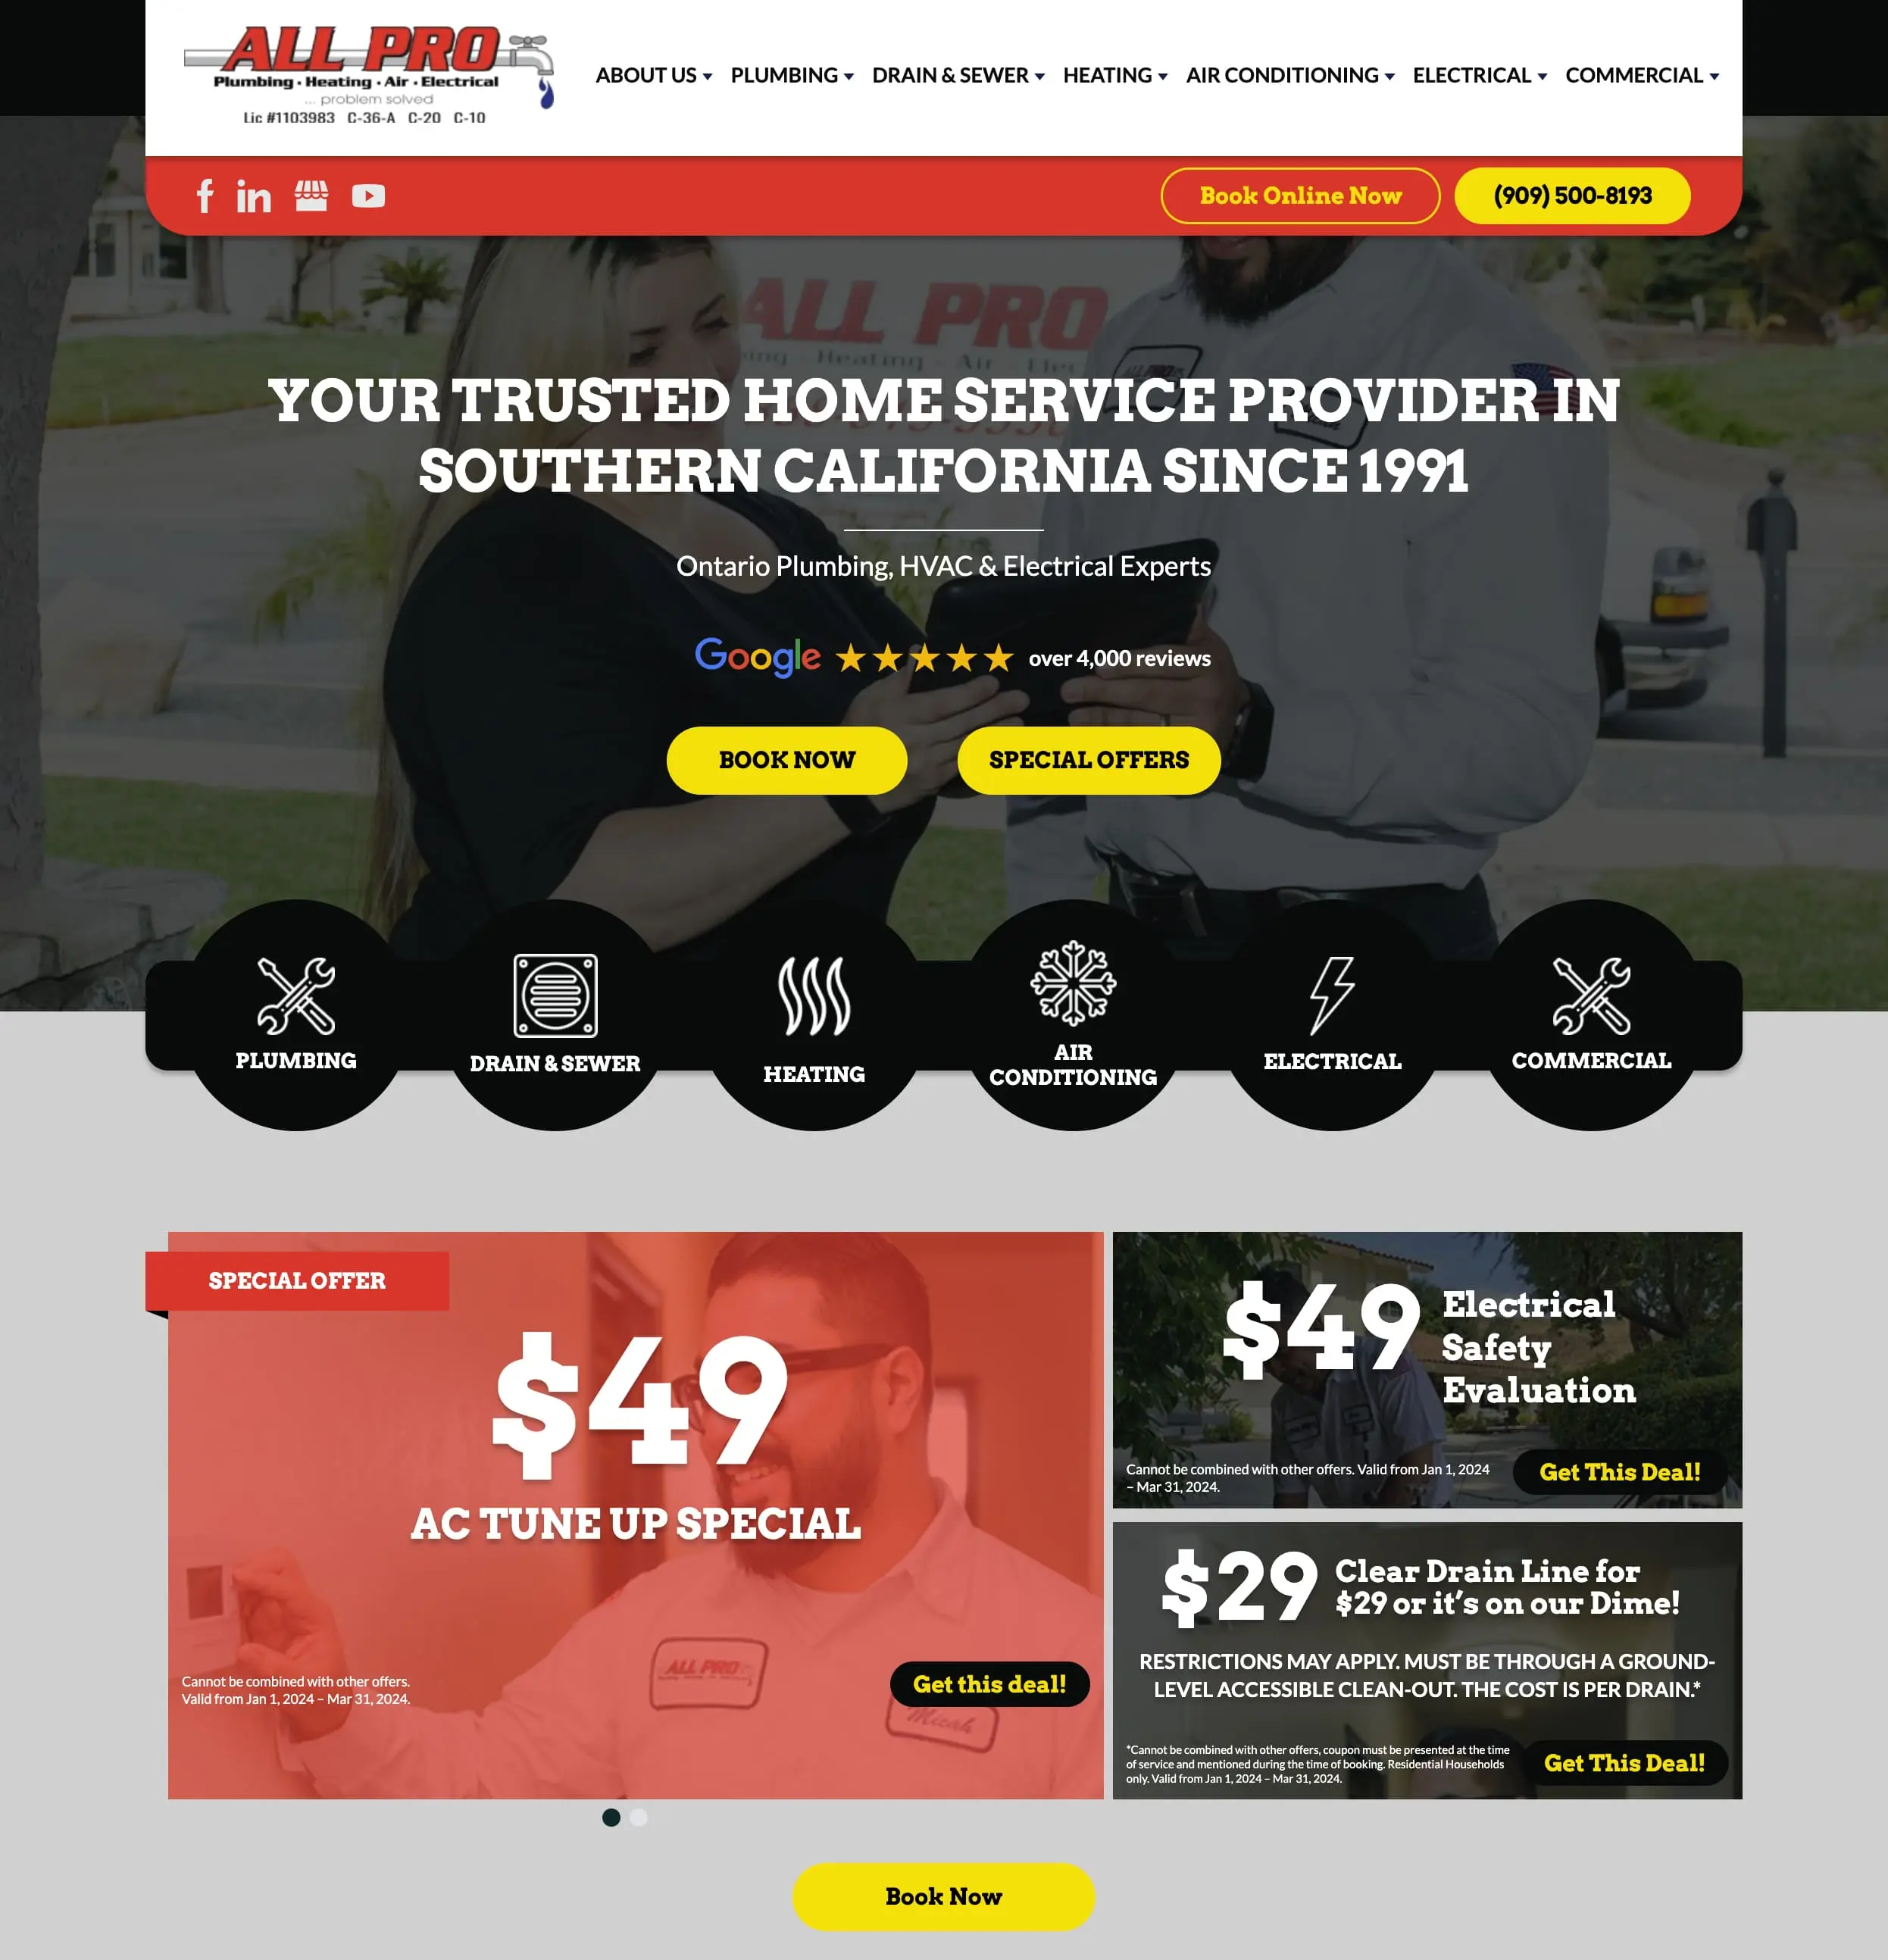 ALL PRO
Plumbing · Heating · Air · Electrical
... problem solved
Lic #1103983 C-36-A C-20 C-10
ABOUT US
PLUMBING
DRAIN & SEWER
HEATING
AIR CONDITIONING
ELECTRICAL
COMMERCIAL
Book Online Now
(909) 500-8193
ALL PRO
YOUR TRUSTED HOME SERVICE PROVIDER IN
SOUTHERN CALIFORNIA SINCE 1991
Ontario Plumbing, HVAC & Electrical Experts
Google over 4,000 reviews
BOOK NOW
SPECIAL OFFERS
PLUMBING
DRAIN & SEWER
HEATING
AIR
CONDITIONING
ELECTRICAL
COMMERCIAL
SPECIAL OFFER
$49
AC TUNE UP SPECIAL
Cannot be combined with other offers.
Valid from Jan 1, 2024 – Mar 31, 2024.
ALL PRO
Micah
Get this deal!
$49
Electrical
Safety
Evaluation
Cannot be combined with other offers. Valid from Jan 1, 2024
– Mar 31, 2024.
Get This Deal!
$29
Clear Drain Line for
$29 or it's on our Dime!
RESTRICTIONS MAY APPLY. MUST BE THROUGH A GROUND-
LEVEL ACCESSIBLE CLEAN-OUT. THE COST IS PER DRAIN.*
*Cannot be combined with other offers, coupon must be presented at the time
of service and mentioned during the time of booking. Residential Households
only. Valid from Jan 1, 2024 – Mar 31, 2024.
Get This Deal!
Book Now